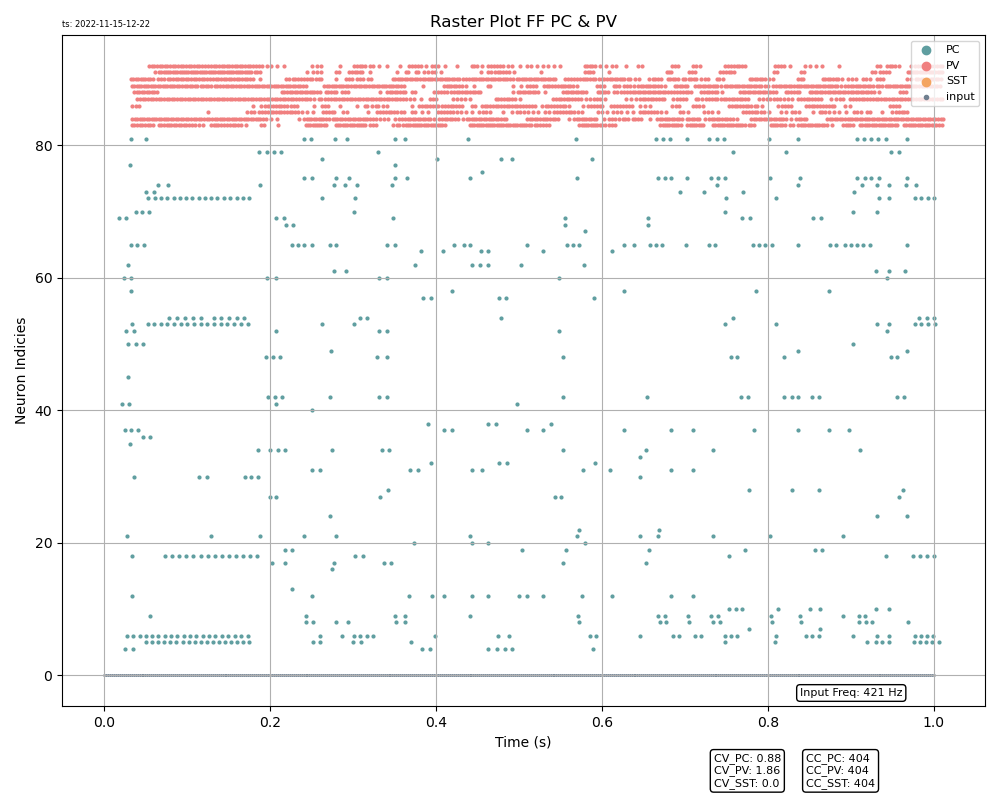 ts: 2022-11-15-12-22
Raster Plot FF PC & PV
PC
PV
SST
input
Neuron Indicies
80
60
40
20
0
Input Freq: 421 Hz
0.0 0.2 0.4 0.6 0.8 1.0
Time (s)
CV_PC: 0.88
CV_PV: 1.86
CV_SST: 0.0
CC_PC: 404
CC_PV: 404
CC_SST: 404